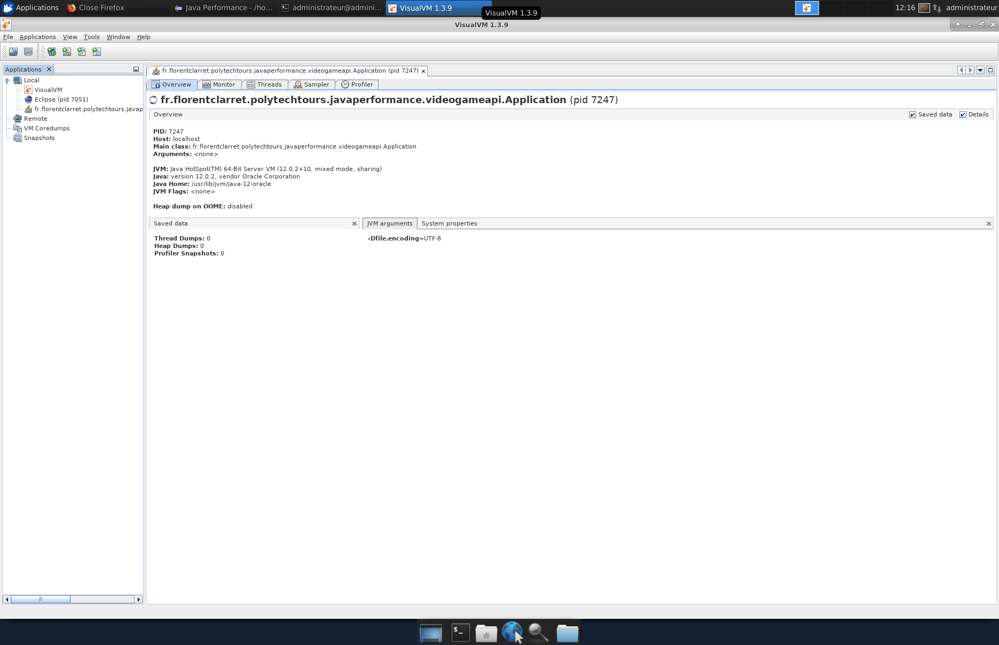 Applications
Close Firefox
Java Performance - /ho...
administrateur@admini...
VisualVM 1.3.9
12:16
administrateur
VisualVM 1.3.9
VisualVM 1.3.9
File Applications View Tools Window Help
Applications
fr.florentclarret.polytechtours.javaperformance.videogameapi.Application (pid 7247)
Local
VisualVM
Eclipse (pid 7051)
fr.florentclarret.polytechtours.javap
Remote
VM Coredumps
Snapshots
Overview Monitor Threads Sampler Profiler
fr.florentclarret.polytechtours.javaperformance.videogameapi.Application (pid 7247)
Overview
Saved data Details
PID: 7247
Host: localhost
Main class: fr.florentclarret.polytechtours.javaperformance.videogameapi.Application
Arguments: <none>
JVM: Java HotSpot(TM) 64-Bit Server VM (12.0.2+10, mixed mode, sharing)
Java: version 12.0.2, vendor Oracle Corporation
Java Home: /usr/lib/jvm/java-12-oracle
JVM Flags: <none>
Heap dump on OOME: disabled
Saved data
Thread Dumps: 0
Heap Dumps: 0
Profiler Snapshots: 0
JVM arguments System properties
-Dfile.encoding=UTF-8
$_